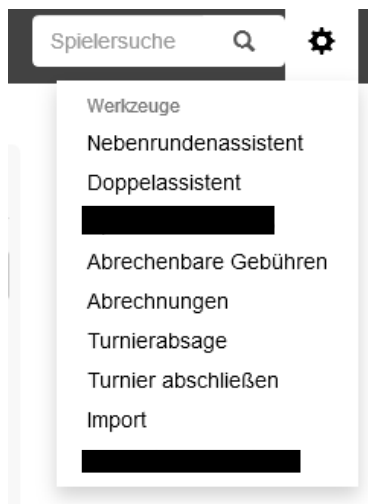 Spielersuche
Werkzeuge
Nebenrundenassistent
Doppelassistent
Abrechenbare Gebühren
Abrechnungen
Turnierabsage
Turnier abschließen
Import